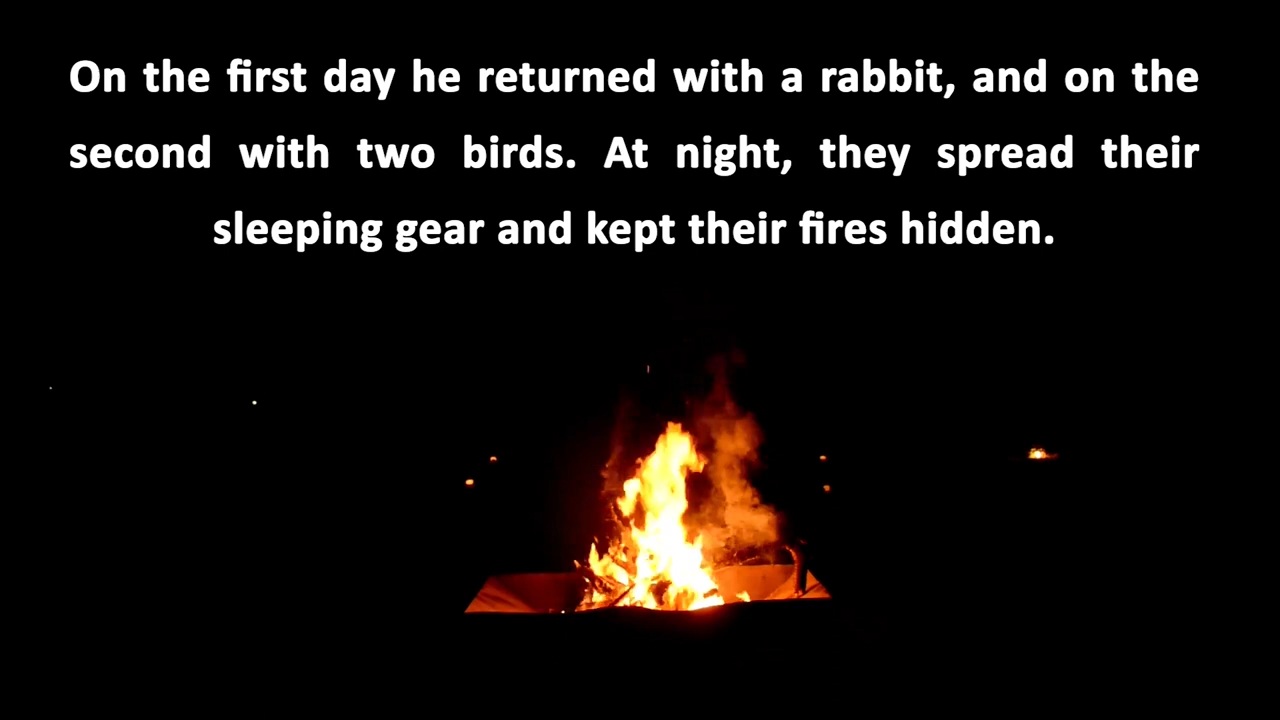 On the first day he returned with a rabbit, and on the
second with two birds. At night, they spread their
sleeping gear and kept their fires hidden.